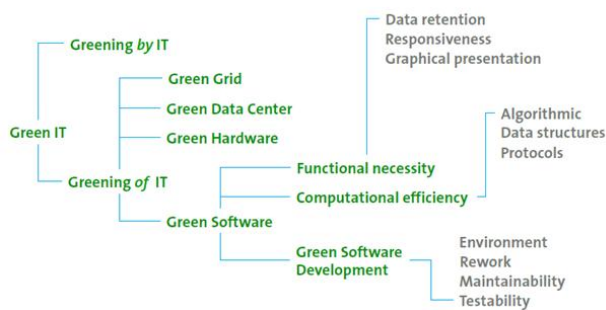 Data retention
Responsiveness
Graphical presentation
Greening by IT
Green Grid
Green Data Center
Green Hardware
Green IT
Greening of IT
Green Software
Functional necessity
Computational efficiency
Algorithmic
Data structures
Protocols
Green Software
Development
Environment
Rework
Maintainability
Testability